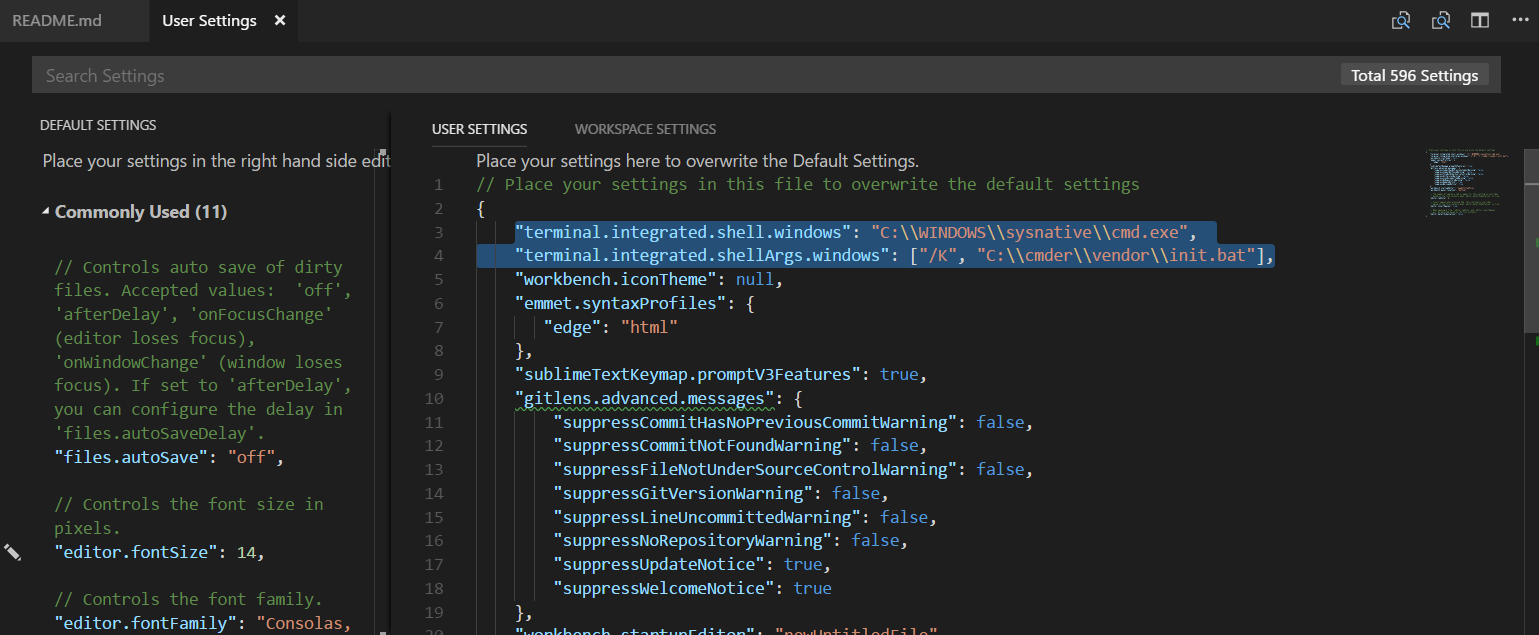 README.md
User Settings
Search Settings
Total 596 Settings
DEFAULT SETTINGS
Place your settings in the right hand side edit
Commonly Used (11)
// Controls auto save of dirty
files. Accepted values:  'off',
'afterDelay', 'onFocusChange'
(editor loses focus),
'onWindowChange' (window loses
focus). If set to 'afterDelay',
you can configure the delay in
'files.autoSaveDelay'.
"files.autoSave": "off",
// Controls the font size in
pixels.
"editor.fontSize": 14,
// Controls the font family.
"editor.fontFamily": "Consolas,
USER SETTINGS
WORKSPACE SETTINGS
Place your settings here to overwrite the Default Settings.
1 // Place your settings in this file to overwrite the default settings
2 {
3 "terminal.integrated.shell.windows": "C:\\WINDOWS\\sysnative\\cmd.exe",
4 "terminal.integrated.shellArgs.windows": ["/K", "C:\\cmder\\vendor\\init.bat"],
5 "workbench.iconTheme": null,
6 "emmet.syntaxProfiles": {
7 "edge": "html"
8 },
9 "sublimeTextKeymap.promptV3Features": true,
10 "gitlens.advanced.messages": {
11 "suppressCommitHasNoPreviousCommitWarning": false,
12 "suppressCommitNotFoundWarning": false,
13 "suppressFileNotUnderSourceControlWarning": false,
14 "suppressGitVersionWarning": false,
15 "suppressLineUncommittedWarning": false,
16 "suppressNoRepositoryWarning": false,
17 "suppressUpdateNotice": true,
18 "suppressWelcomeNotice": true
19 },
20 "workbench.startupEditor": "newUntitledFile"